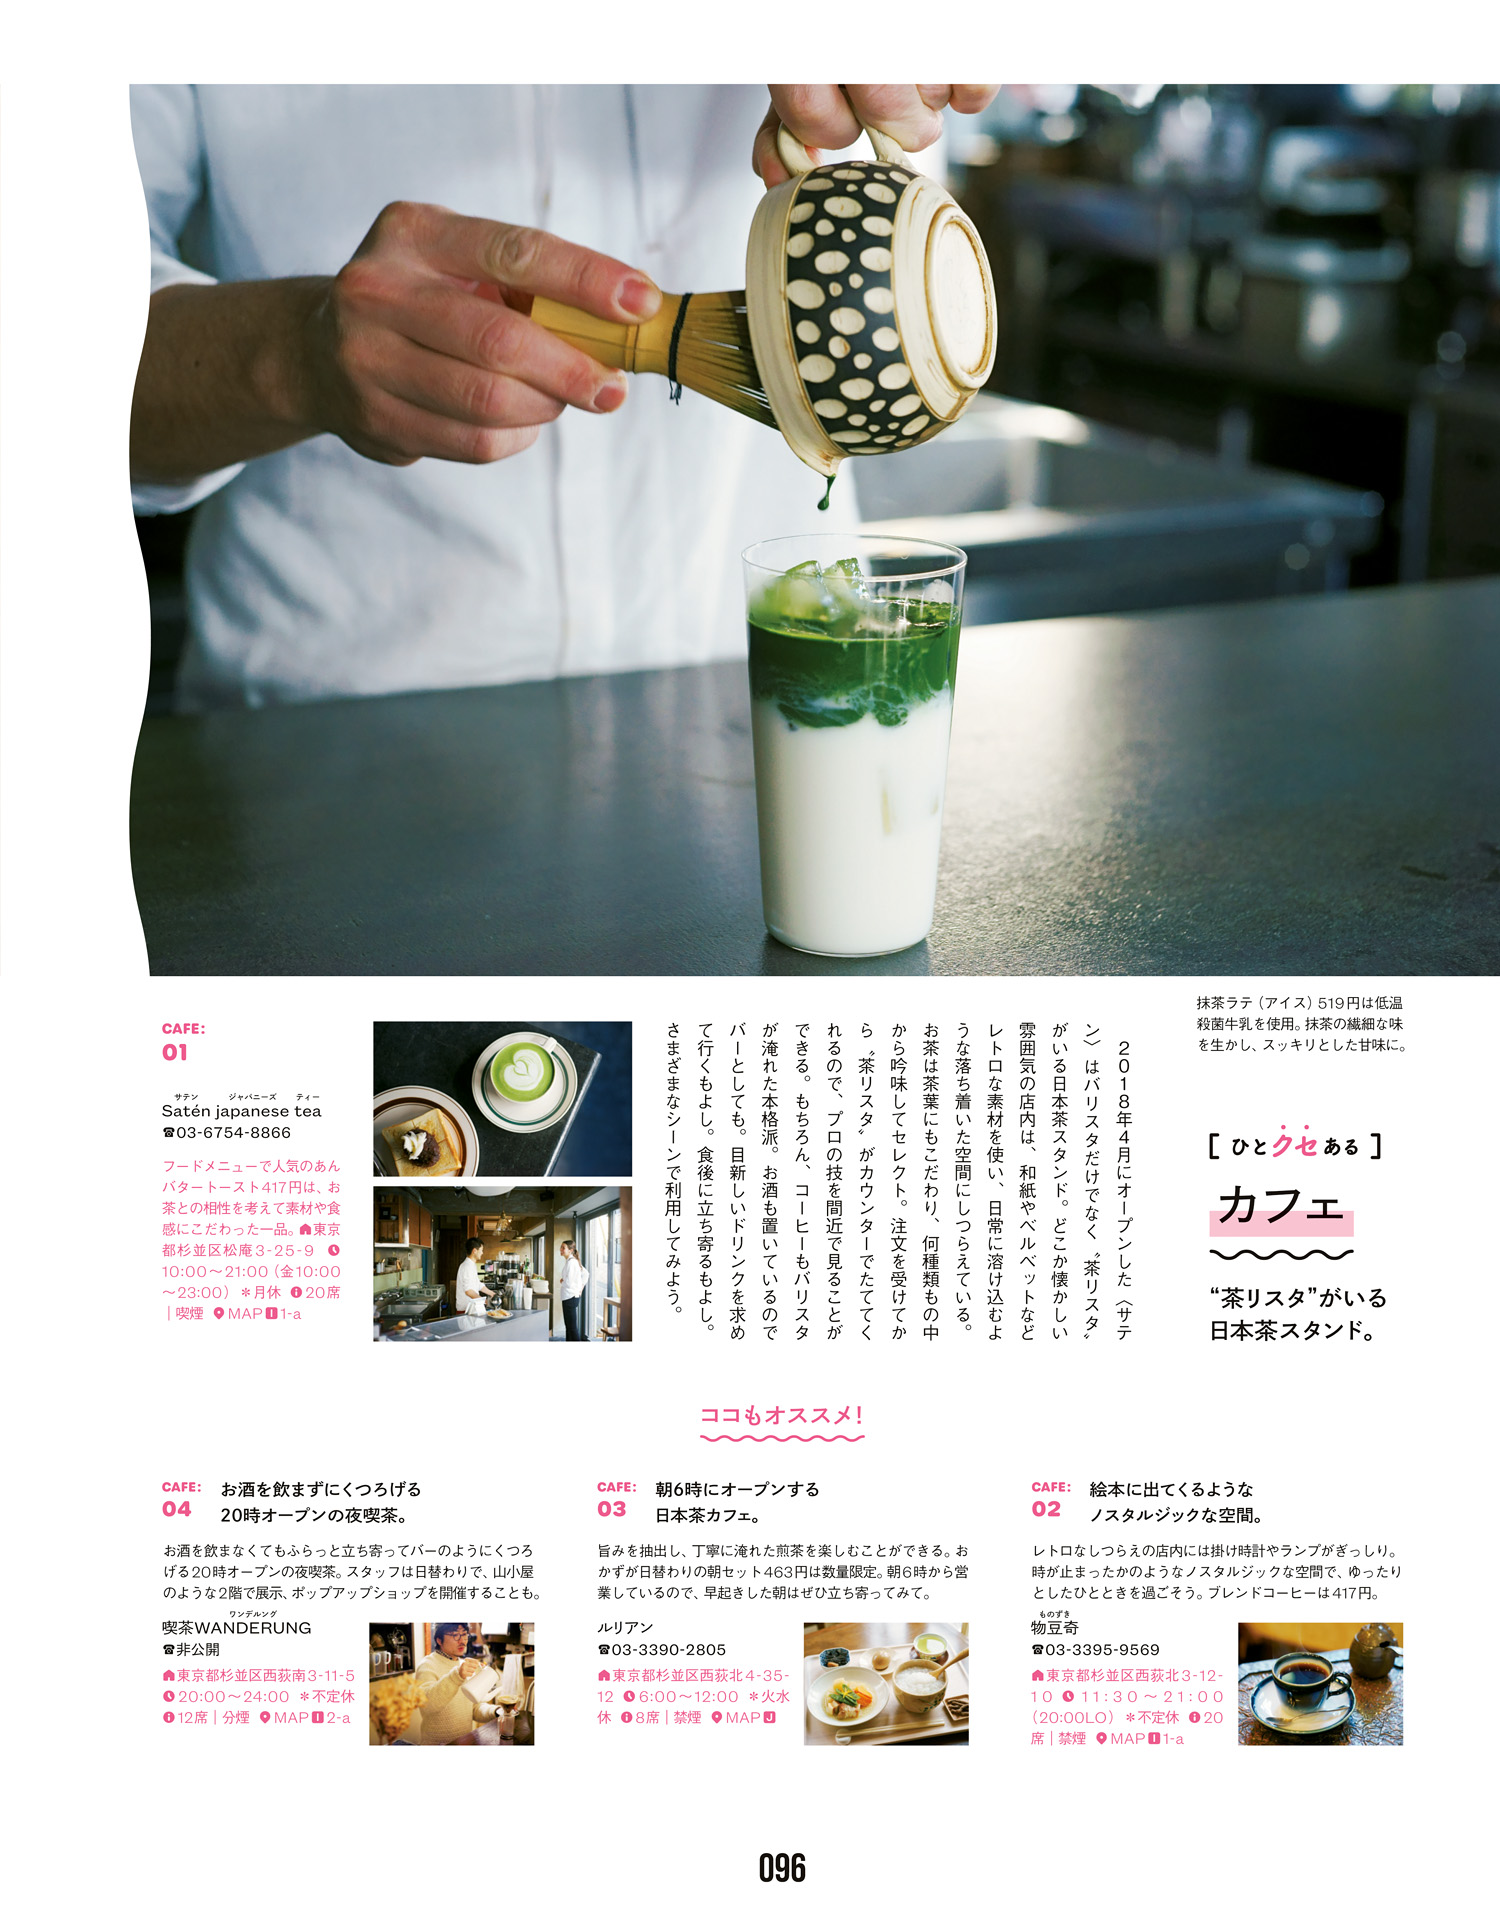 抹茶ラテ（アイス）519円は低温
殺菌牛乳を使用。抹茶の繊細な味
を生かし、スッキリとした甘味に。
［ ひとクセある ］
カフェ
“茶リスタ”がいる
日本茶スタンド。
2018年4月にオープンした〈サテ
ン〉はバリスタだけでなく〝茶リスタ〟
がいる日本茶スタンド。どこか懐かしい
雰囲気の店内は、和紙やベルベットなど
レトロな素材を使い、日常に溶け込むよ
うな落ち着いた空間にしつらえている。
お茶は茶葉にもこだわり、何種類もの中
から吟味してセレクト。注文を受けてか
ら〝茶リスタ〟がカウンターでたててく
れるので、プロの技を間近で見ることが
できる。もちろん、コーヒーもバリスタ
が淹れた本格派。お酒も置いているので
バーとしても。目新しいドリンクを求め
て行くもよし。食後に立ち寄るもよし。
さまざまなシーンで利用してみよう。
CAFE:
01
サテン ジャパニーズ ティー
Satén japanese tea
☎03-6754-8866
フードメニューで人気のあん
バタートースト417円は、お
茶との相性を考えて素材や食
感にこだわった一品。東京
都杉並区松庵3-25-9
10:00〜21:00（金10:00
〜23:00）＊月休 20席
｜喫煙 MAP I 1-a
ココもオススメ！
CAFE:
02
絵本に出てくるような
ノスタルジックな空間。
レトロなしつらえの店内には掛け時計やランプがぎっしり。
時が止まったかのようなノスタルジックな空間で、ゆったり
としたひとときを過ごそう。ブレンドコーヒーは417円。
ものずき
物豆奇
☎03-3395-9569
東京都杉並区西荻北3-12-
10 11:30〜21:00
（20:00LO）＊不定休 20
席｜禁煙 MAP I 1-a
CAFE:
03
朝6時にオープンする
日本茶カフェ。
旨みを抽出し、丁寧に淹れた煎茶を楽しむことができる。お
かずが日替わりの朝セット463円は数量限定。朝6時から営
業しているので、早起きした朝はぜひ立ち寄ってみて。
ルリアン
☎03-3390-2805
東京都杉並区西荻北4-35-
12 6:00〜12:00 ＊火水
休 8席｜禁煙 MAP J
CAFE:
04
お酒を飲まずにくつろげる
20時オープンの夜喫茶。
お酒を飲まなくてもふらっと立ち寄ってバーのようにくつろ
げる20時オープンの夜喫茶。スタッフは日替わりで、山小屋
のような2階で展示、ポップアップショップを開催することも。
ワンデルング
喫茶WANDERUNG
☎非公開
東京都杉並区西荻南3-11-5
20:00〜24:00 ＊不定休
12席｜分煙 MAP I 2-a
096